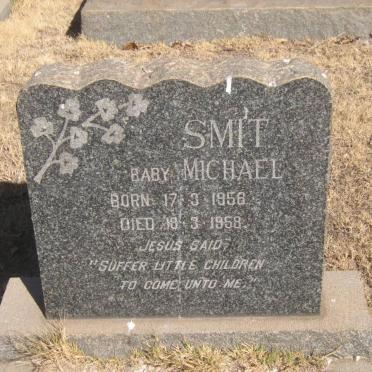 SMIT
BABY MICHAEL
BORN 17-3-1958
DIED 18-3-1958.
JESUS SAID;
"SUFFER LITTLE CHILDREN
TO COME UNTO ME."